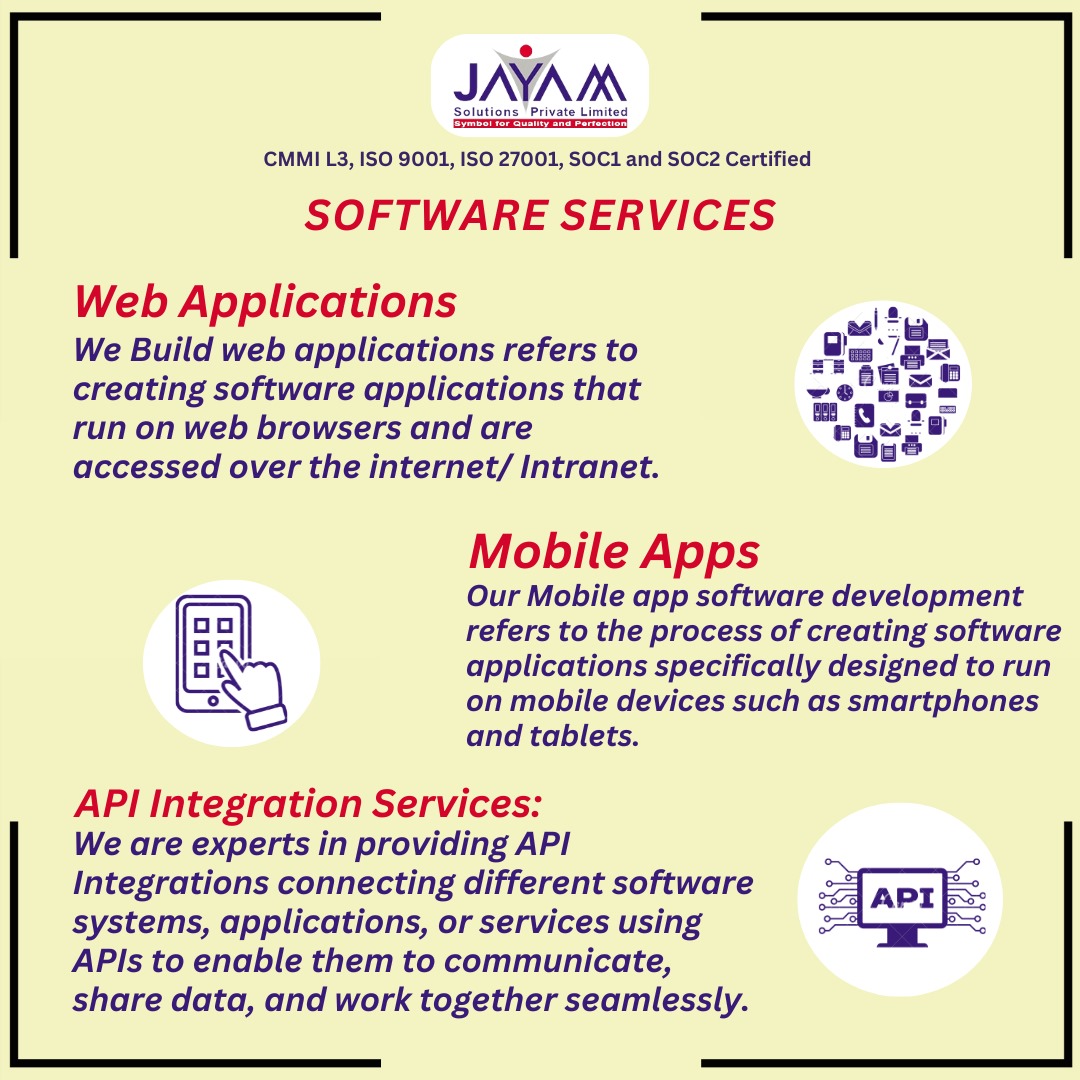 JAYAM
Solutions Private Limited
Symbol for Quality and Perfection
CMMI L3, ISO 9001, ISO 27001, SOC1 and SOC2 Certified
SOFTWARE SERVICES
Web Applications
We Build web applications refers to
creating software applications that
run on web browsers and are
accessed over the internet/ Intranet.
Mobile Apps
Our Mobile app software development
refers to the process of creating software
applications specifically designed to run
on mobile devices such as smartphones
and tablets.
API Integration Services:
We are experts in providing API
Integrations connecting different software
systems, applications, or services using
APIs to enable them to communicate,
share data, and work together seamlessly.
API